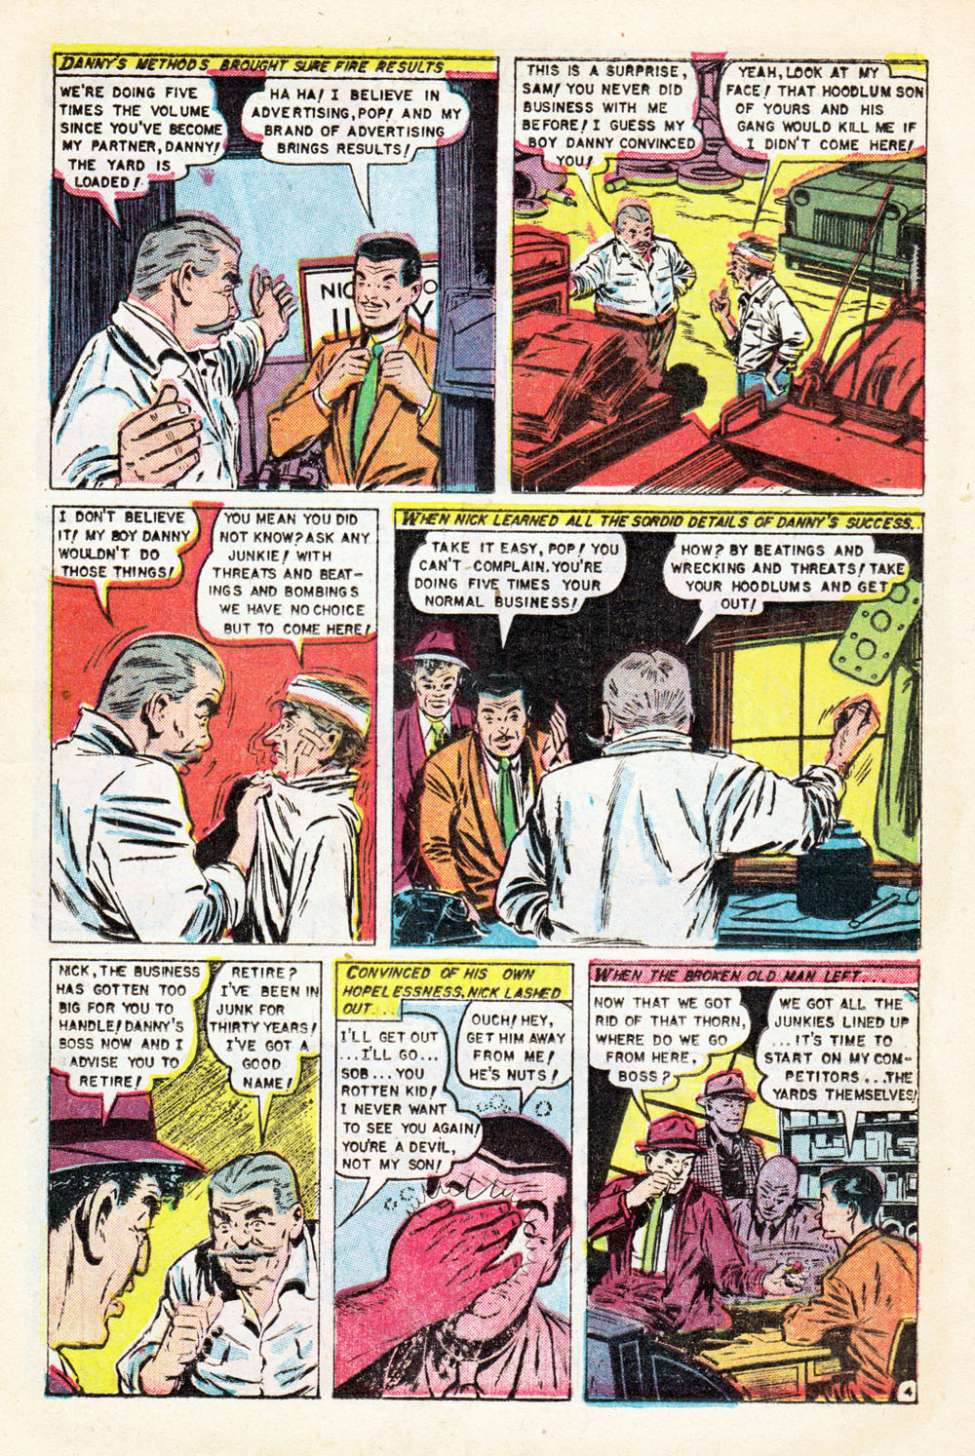 DANNY'S METHODS BROUGHT SURE FIRE RESULTS...
WE'RE DOING FIVE
TIMES THE VOLUME
SINCE YOU'VE BECOME
MY PARTNER, DANNY!
THE YARD IS
LOADED!
HA HA! I BELIEVE IN
ADVERTISING, POP! AND MY
BRAND OF ADVERTISING
BRINGS RESULTS!
THIS IS A SURPRISE,
SAM! YOU NEVER DID
BUSINESS WITH ME
BEFORE! I GUESS MY
BOY DANNY CONVINCED
YOU!
YEAH, LOOK AT MY
FACE! THAT HOODLUM SON
OF YOURS AND HIS
GANG WOULD KILL ME IF
I DIDN'T COME HERE!
I DON'T BELIEVE
IT! MY BOY DANNY
WOULDN'T DO
THOSE THINGS!
YOU MEAN YOU DID
NOT KNOW? ASK ANY
JUNKIE! WITH
THREATS AND BEAT-
INGS AND BOMBINGS
WE HAVE NO CHOICE
BUT TO COME HERE!
WHEN NICK LEARNED ALL THE SORDID DETAILS OF DANNY'S SUCCESS...
TAKE IT EASY, POP! YOU
CAN'T COMPLAIN. YOU'RE
DOING FIVE TIMES YOUR
NORMAL BUSINESS!
HOW? BY BEATINGS AND
WRECKING AND THREATS! TAKE
YOUR HOODLUMS AND GET
OUT!
NICK, THE BUSINESS
HAS GOTTEN TOO
BIG FOR YOU TO
HANDLE! DANNY'S
BOSS NOW AND I
ADVISE YOU TO
RETIRE!
RETIRE?
I'VE BEEN IN
JUNK FOR
THIRTY YEARS!
I'VE GOT A
GOOD
NAME!
CONVINCED OF HIS OWN
HOPELESSNESS, NICK LASHED
OUT....
I'LL GET OUT
...I'LL GO...
SOB...YOU
ROTTEN KID!
I NEVER WANT
TO SEE YOU AGAIN!
YOU'RE A DEVIL,
NOT MY SON!
OUCH! HEY,
GET HIM AWAY
FROM ME!
HE'S NUTS!
WHEN THE BROKEN OLD MAN LEFT...
NOW THAT WE GOT
RID OF THAT THORN,
WHERE DO WE GO
FROM HERE,
BOSS?
WE GOT ALL THE
JUNKIES LINED UP
...IT'S TIME TO
START ON MY COM-
PETITORS...THE
YARDS THEMSELVES!
4